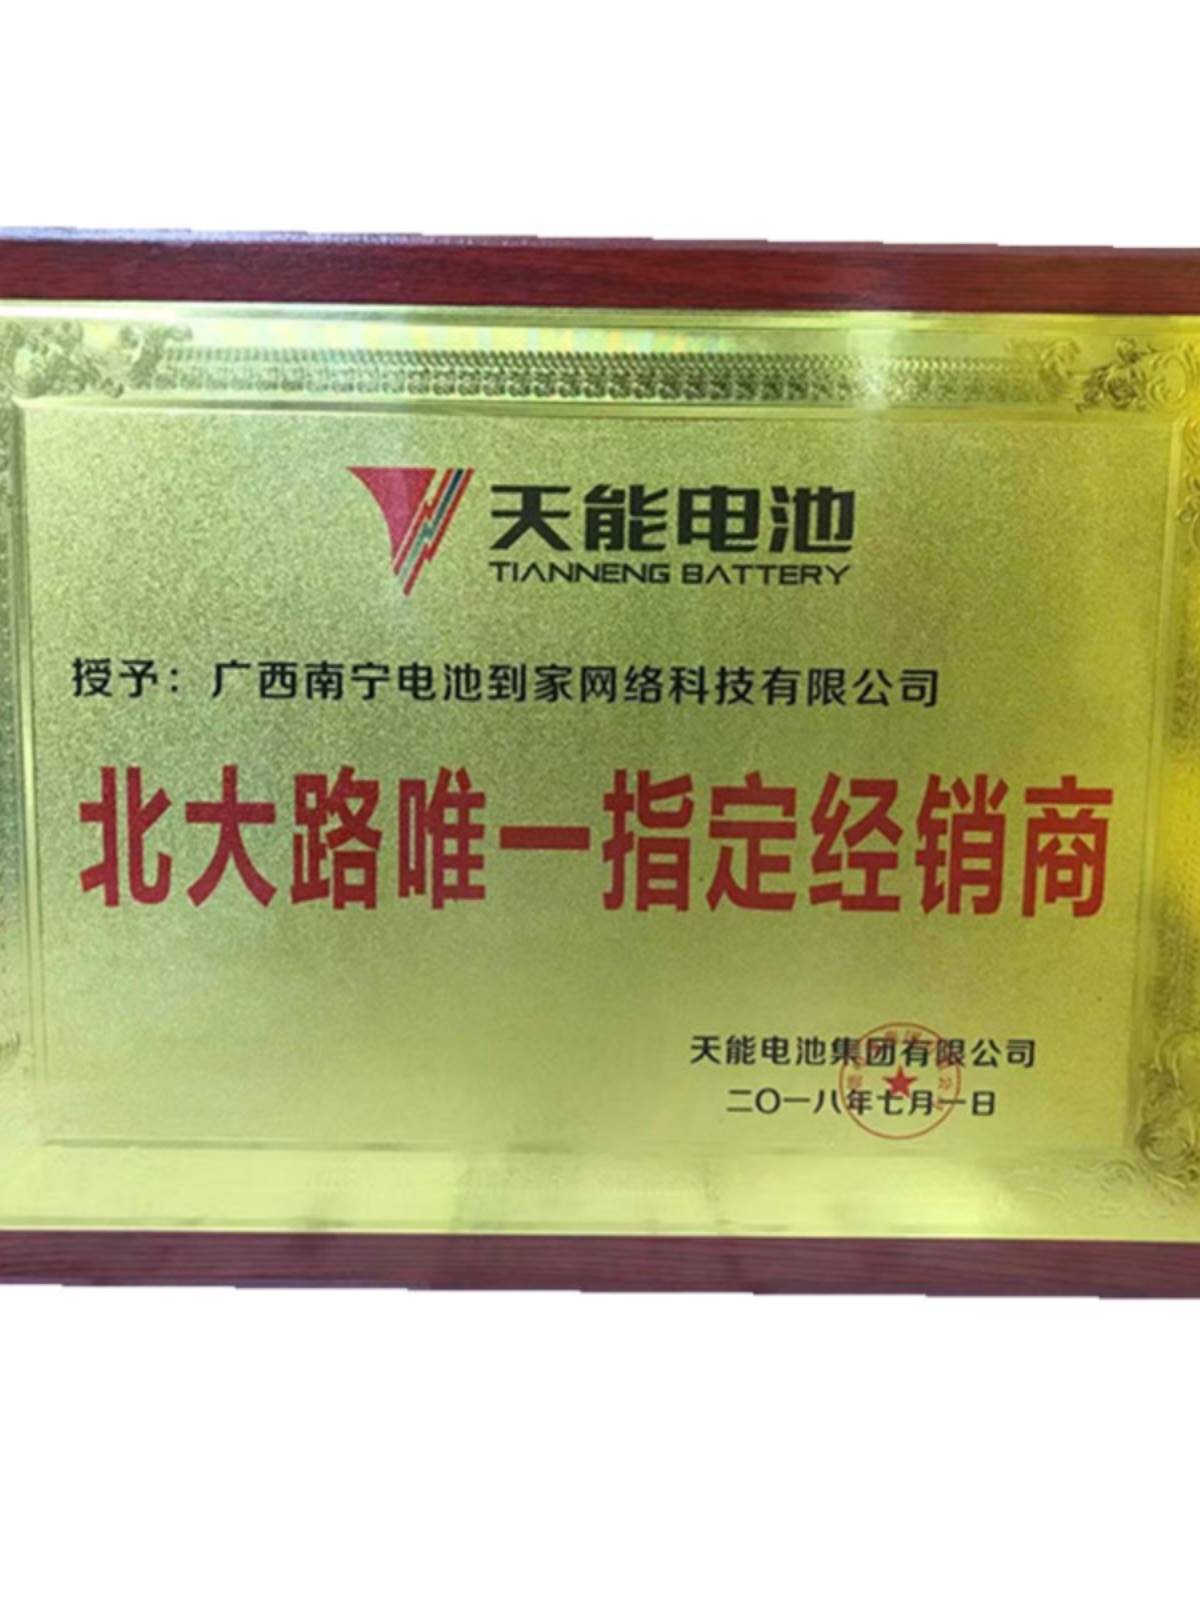 天能电池
TIANNENG BATTERY
授予：广西南宁电池到家网络科技有限公司
北大路唯一指定经销商
天能电池集团有限公司
二〇一八年七月一日